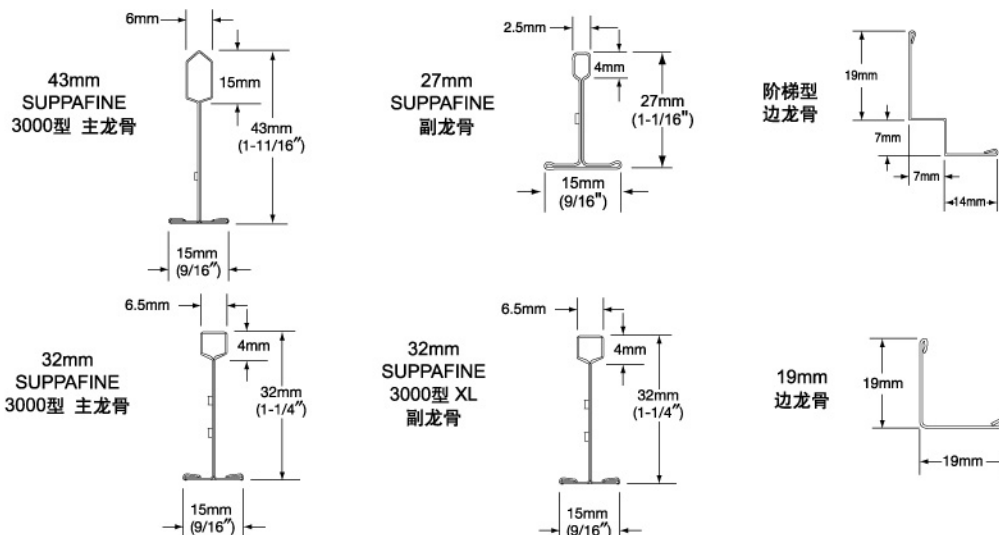 6mm
15mm
43mm
SUPPAFINE
3000型 主龙骨
43mm
(1-11/16″)
15mm
(9/16″)
2.5mm
4mm
27mm
SUPPAFINE
副龙骨
27mm
(1-1/16")
15mm
(9/16")
阶梯型
边龙骨
19mm
7mm
7mm
14mm
6.5mm
4mm
32mm
SUPPAFINE
3000型 主龙骨
32mm
(1-1/4″)
15mm
(9/16″)
6.5mm
4mm
32mm
SUPPAFINE
3000型 XL
副龙骨
32mm
(1-1/4″)
15mm
(9/16″)
19mm
边龙骨
19mm
19mm